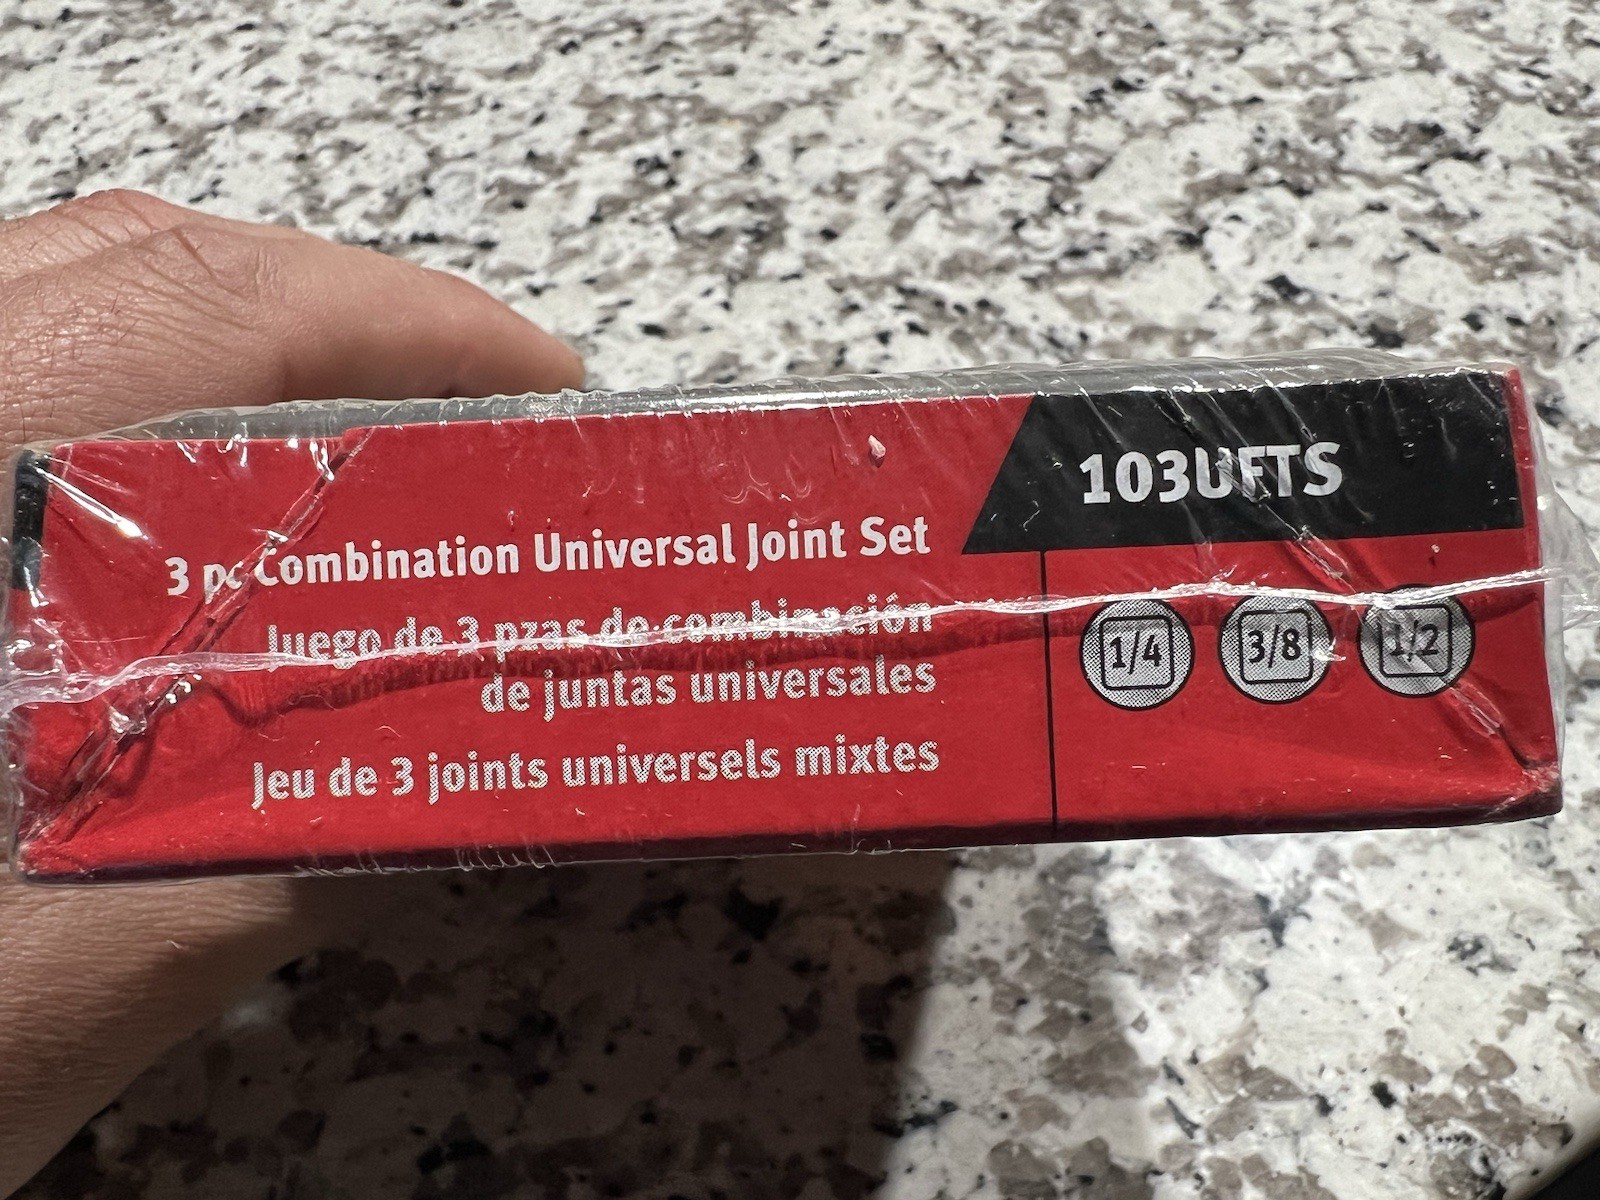 103UFTS
3 pc Combination Universal Joint Set
Juego de 3 pzas de combinación
de juntas universales
Jeu de 3 joints universels mixtes
1/4 3/8 1/2